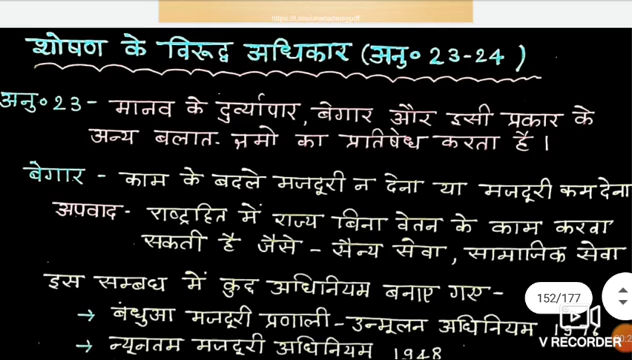 शोषण के विरुद्ध अधिकार (अनु० 23-24)
अनु० 23 - मानव के दुर्व्यापार, बेगार और इसी प्रकार के
अन्य बलात श्रमो का प्रातिषेध करता है।
बेगार - काम के बदले मजदूरी न देना या मजदूरी कम देना
अपवाद - राष्ट्रहित में राज्य बिना वेतन के काम करवा
सकती है जैसे - सैन्य सेवा, सामाजिक सेवा
इस सम्बध में कुछ अधिनियम बनाए गए -
152/177
→ बंधुआ मजदूरी प्रणाली - उन्मूलन अधिनियम
→ न्यूनतम मजदूरी अधिनियम 1948
V RECORDER